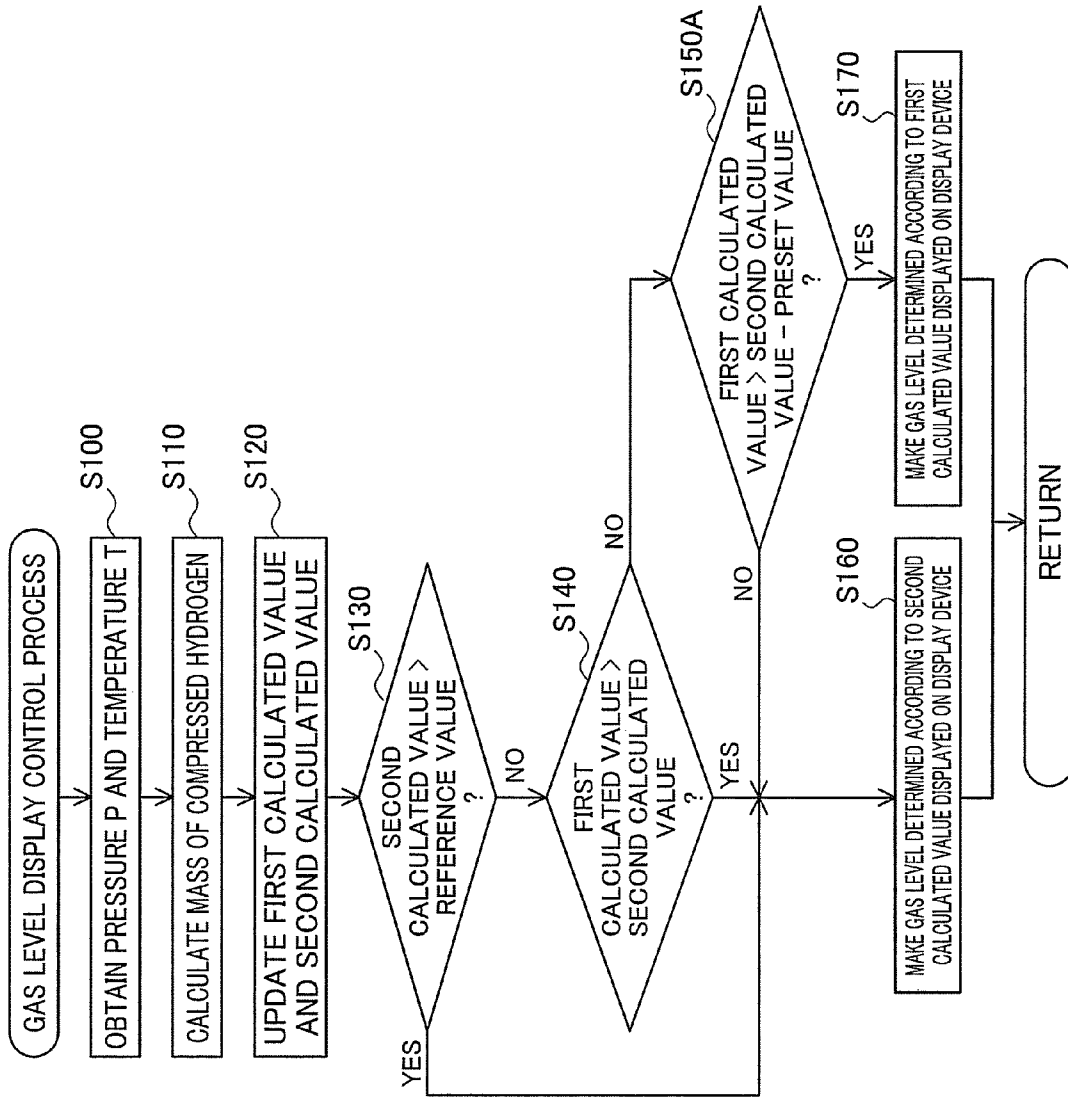 GAS LEVEL DISPLAY CONTROL PROCESS
S100
OBTAIN PRESSURE P AND TEMPERATURE T
S110
CALCULATE MASS OF COMPRESSED HYDROGEN
S120
UPDATE FIRST CALCULATED VALUE
AND SECOND CALCULATED VALUE
S130
SECOND
CALCULATED VALUE >
REFERENCE VALUE
?
YES
NO
S140
FIRST
CALCULATED VALUE >
SECOND CALCULATED
VALUE
?
NO
YES
S150A
FIRST CALCULATED
VALUE > SECOND CALCULATED
VALUE – PRESET VALUE
?
NO
YES
S160
MAKE GAS LEVEL DETERMINED ACCORDING TO SECOND
CALCULATED VALUE DISPLAYED ON DISPLAY DEVICE
S170
MAKE GAS LEVEL DETERMINED ACCORDING TO FIRST
CALCULATED VALUE DISPLAYED ON DISPLAY DEVICE
RETURN